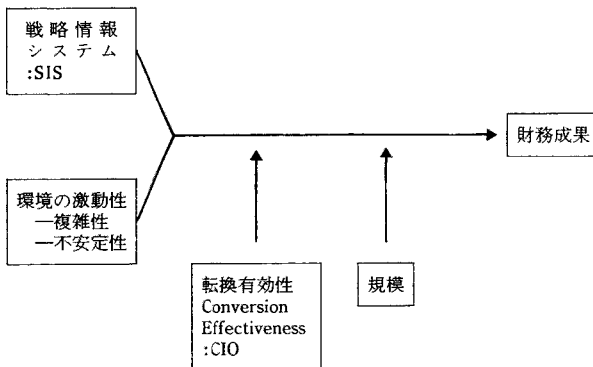 戦略情報
システム
:SIS
財務成果
環境の激動性
—複雑性
—不安定性
転換有効性
Conversion
Effectiveness
:CIO
規模